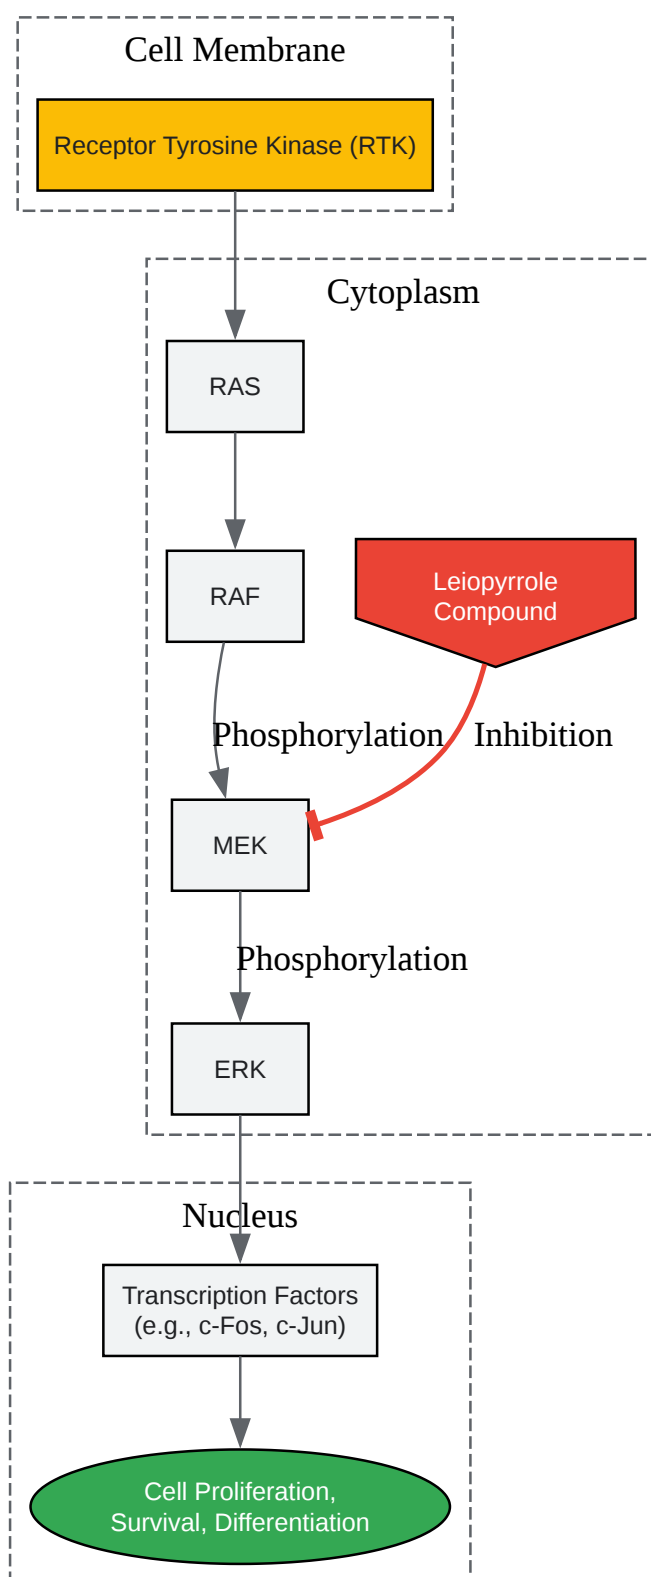 Cell Membrane
Receptor Tyrosine Kinase (RTK)
Cytoplasm
RAS
RAF
Leiopyrrole
Compound
Phosphorylation
Inhibition
MEK
Phosphorylation
ERK
Nucleus
Transcription Factors
(e.g., c-Fos, c-Jun)
Cell Proliferation,
Survival, Differentiation